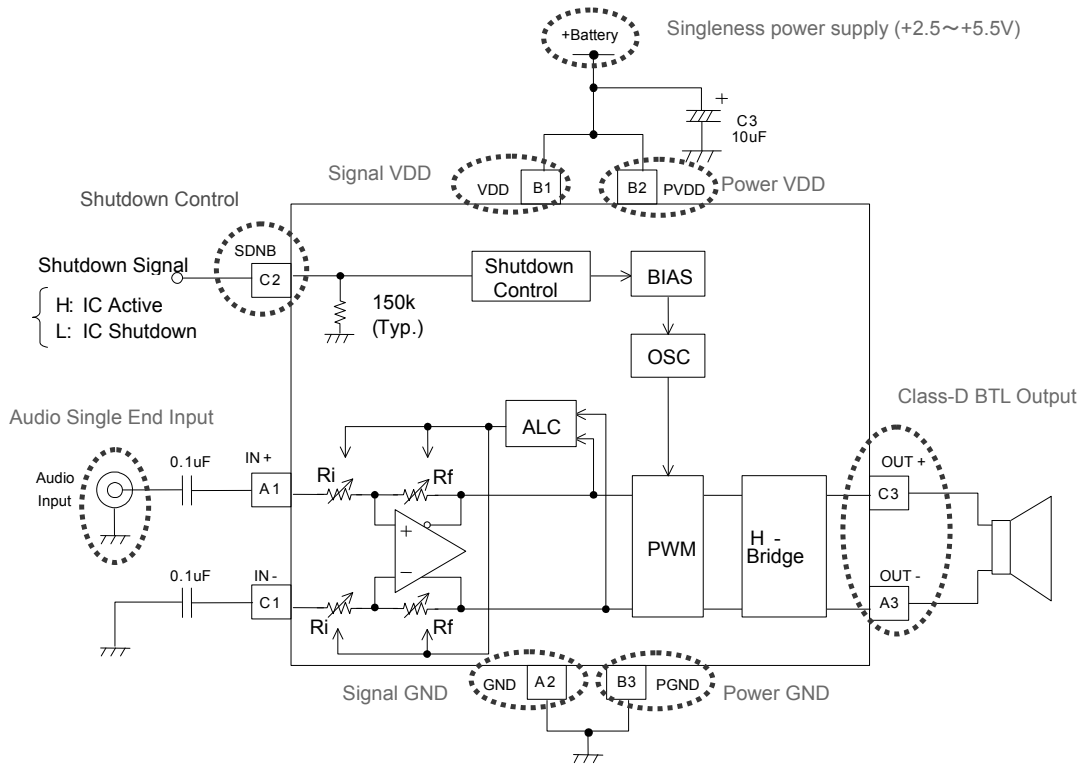 +Battery
Singleness power supply (+2.5～+5.5V)
+
C3
10uF
Signal VDD
VDD
B1
B2
PVDD
Power VDD
Shutdown Control
SDNB
C2
Shutdown Signal
H: IC Active
L: IC Shutdown
150k
(Typ.)
Shutdown
Control
BIAS
OSC
Class-D BTL Output
Audio Single End Input
ALC
Audio
Input
0.1uF
IN+
A1
Ri
Rf
+
−
PWM
H -
Bridge
OUT +
C3
0.1uF
IN-
C1
Ri
Rf
OUT -
A3
Signal GND
GND
A2
B3
PGND
Power GND